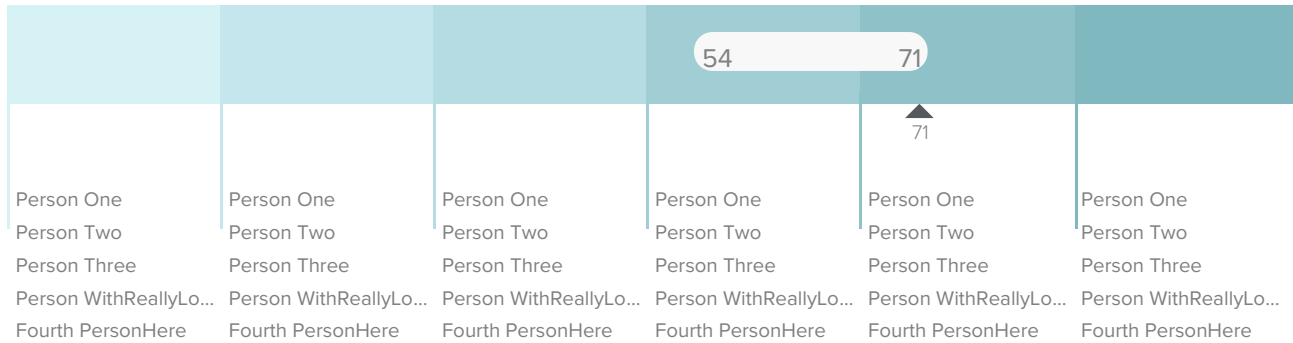 54 71
71
Person One Person One Person One Person One Person One Person One
Person Two Person Two Person Two Person Two Person Two Person Two
Person Three Person Three Person Three Person Three Person Three Person Three
Person WithReallyLo... Person WithReallyLo... Person WithReallyLo... Person WithReallyLo... Person WithReallyLo... Person WithReallyLo...
Fourth PersonHere Fourth PersonHere Fourth PersonHere Fourth PersonHere Fourth PersonHere Fourth PersonHere